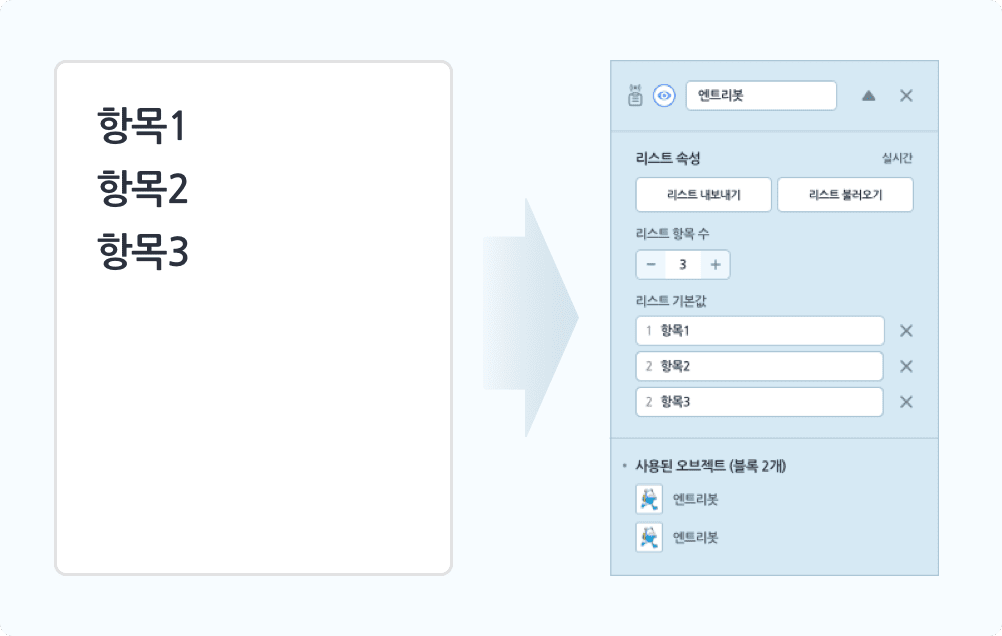 항목1
항목2
항목3
엔트리봇
리스트 속성 실시간
리스트 내보내기 리스트 불러오기
리스트 항목 수
− 3 +
리스트 기본값
1 항목1
2 항목2
2 항목3
사용된 오브젝트 (블록 2개)
엔트리봇
엔트리봇